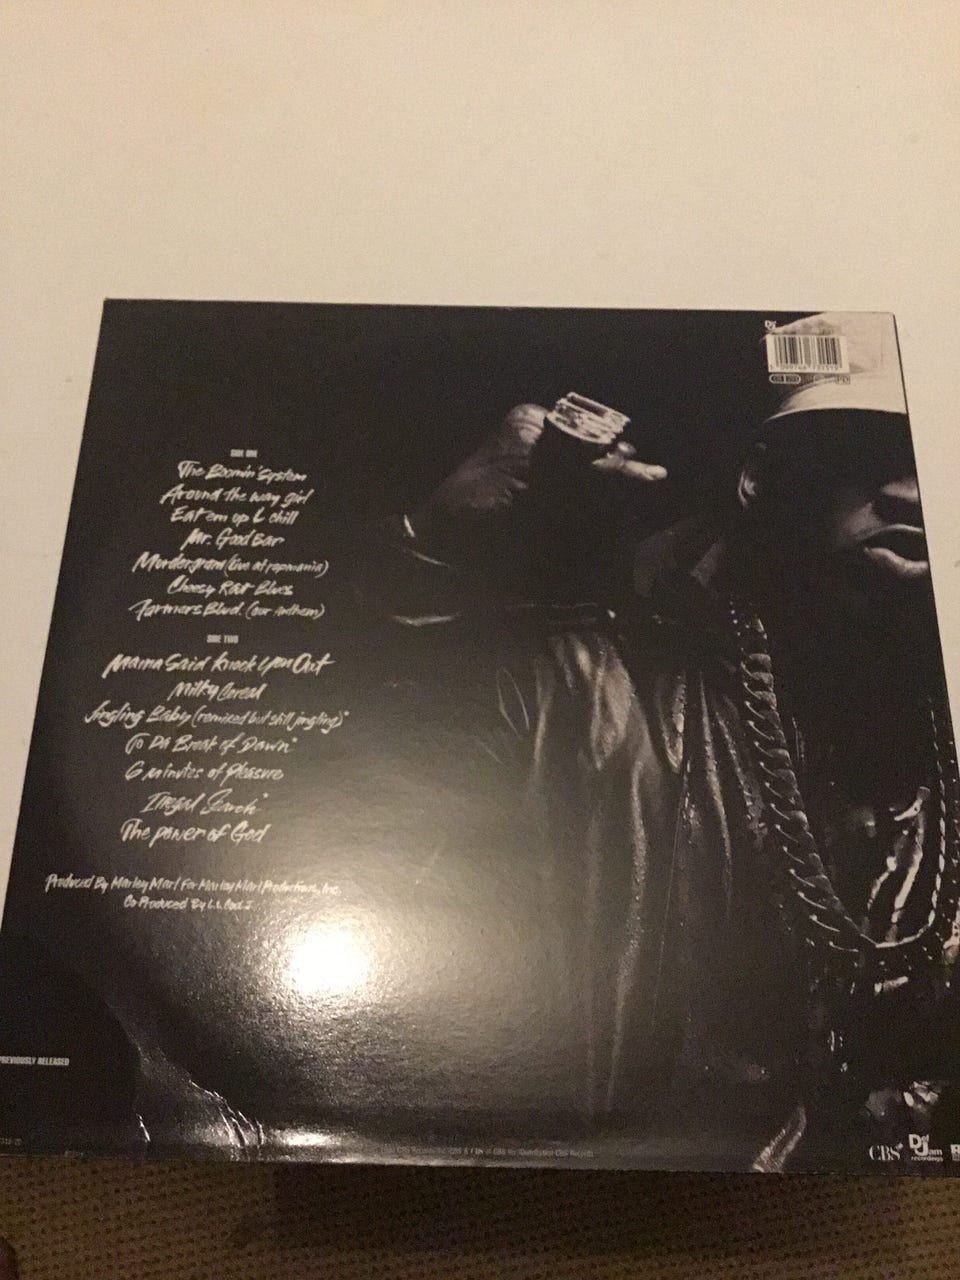 Def
SIDE ONE
The Boomin' System
Around the way girl
Eat em up L chill
Mr. Good Bar
Murdergram (live at rapmania)
Cheesy Rat Blues
Farmers Blvd. (our Anthem)
SIDE TWO
Mama Said Knock You Out
Milky Cereal
Jingling Baby (remixed but still jingling)*
To Da Break of Dawn*
6 minutes of Pleasure
Illegal Search*
The power of God
Produced By Marley Marl For Marley Marl Productions, Inc.
Co Produced By L.L. Cool J
PREVIOUSLY RELEASED
CBS
Def Jam
recordings